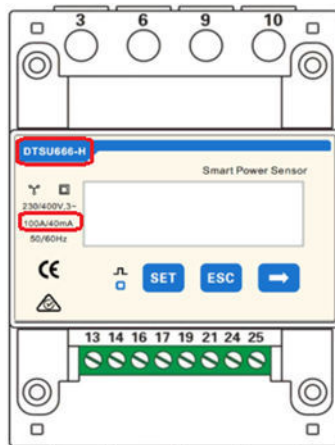 3 6 9 10
DTSU666-H
Smart Power Sensor
230/400V,3~
100A/40mA
50/60Hz
CE
SET ESC
13 14 16 17 19 21 24 25